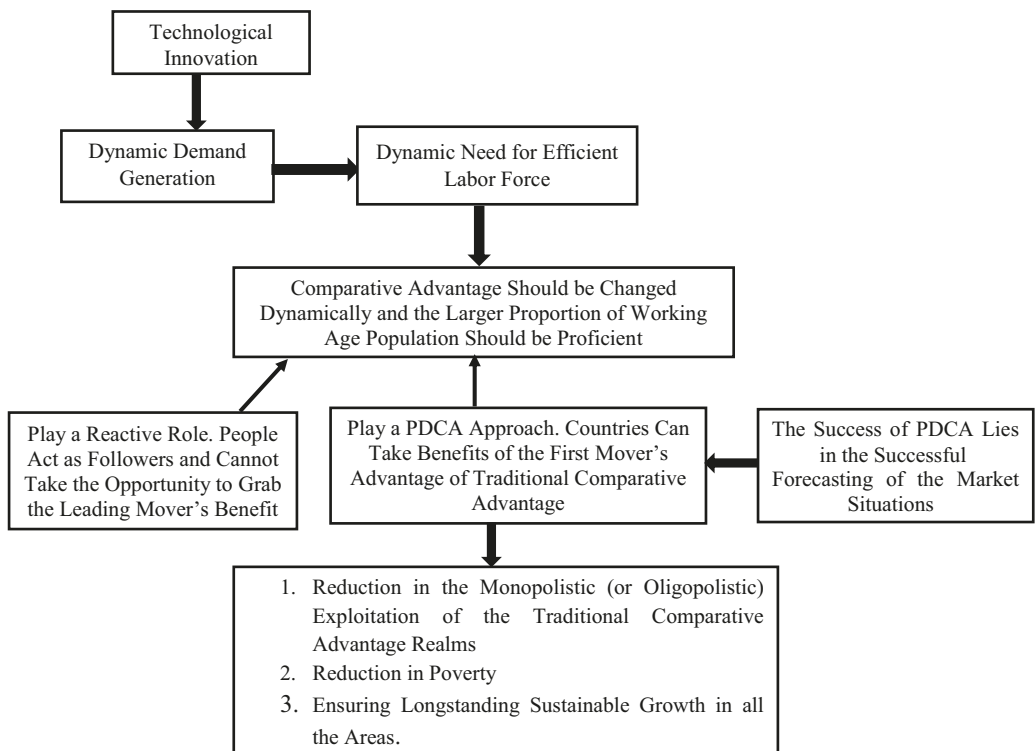 Technological
Innovation
Dynamic Demand
Generation
Dynamic Need for Efficient
Labor Force
Comparative Advantage Should be Changed
Dynamically and the Larger Proportion of Working
Age Population Should be Proficient
Play a Reactive Role. People
Act as Followers and Cannot
Take the Opportunity to Grab
the Leading Mover’s Benefit
Play a PDCA Approach. Countries Can
Take Benefits of the First Mover’s
Advantage of Traditional Comparative
Advantage
The Success of PDCA Lies
in the Successful
Forecasting of the Market
Situations
1. Reduction in the Monopolistic (or Oligopolistic)
Exploitation of the Traditional Comparative
Advantage Realms
2. Reduction in Poverty
3. Ensuring Longstanding Sustainable Growth in all
the Areas.